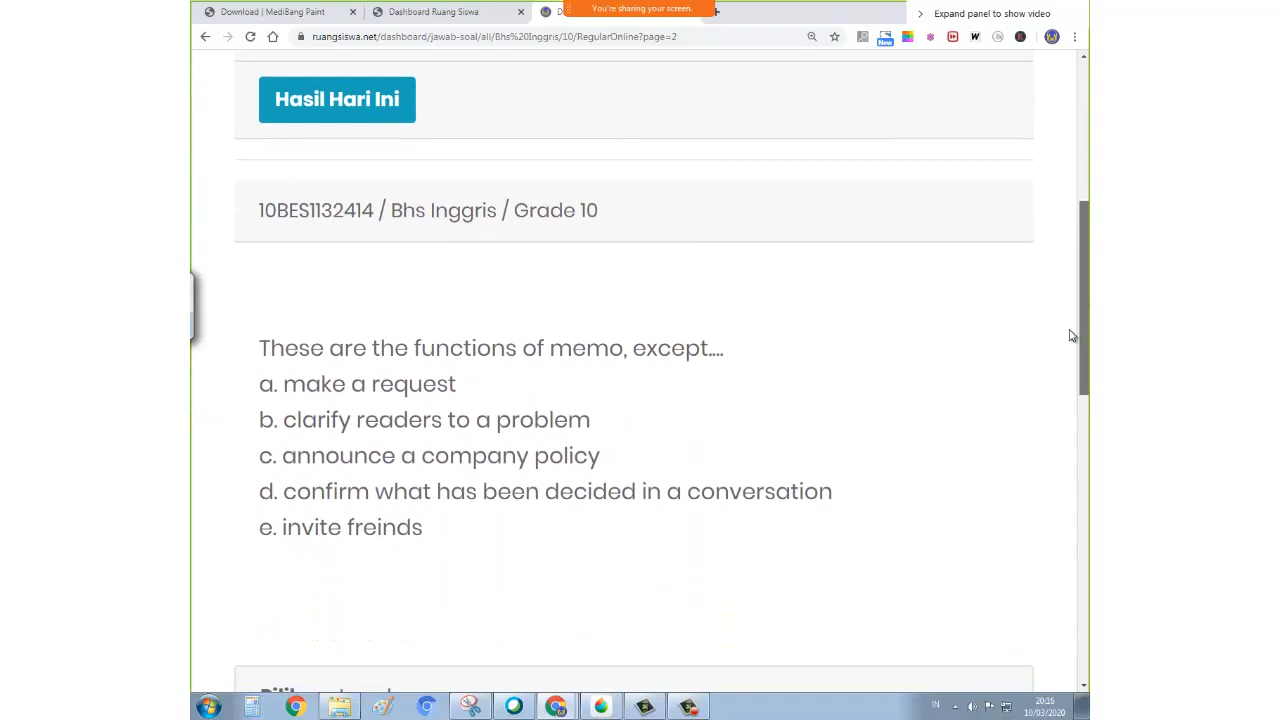 Download | MediBang Paint
Dashboard Ruang Siswa
You're sharing your screen.
Expand panel to show video
ruangsiswa.net/dashboard/jawab-soal/all/Bhs%20Inggris/10/RegularOnline?page=2
New
Hasil Hari Ini
10BES1132414 / Bhs Inggris / Grade 10
These are the functions of memo, except....
a. make a request
b. clarify readers to a problem
c. announce a company policy
d. confirm what has been decided in a conversation
e. invite freinds
IN
20:16
10/03/2020